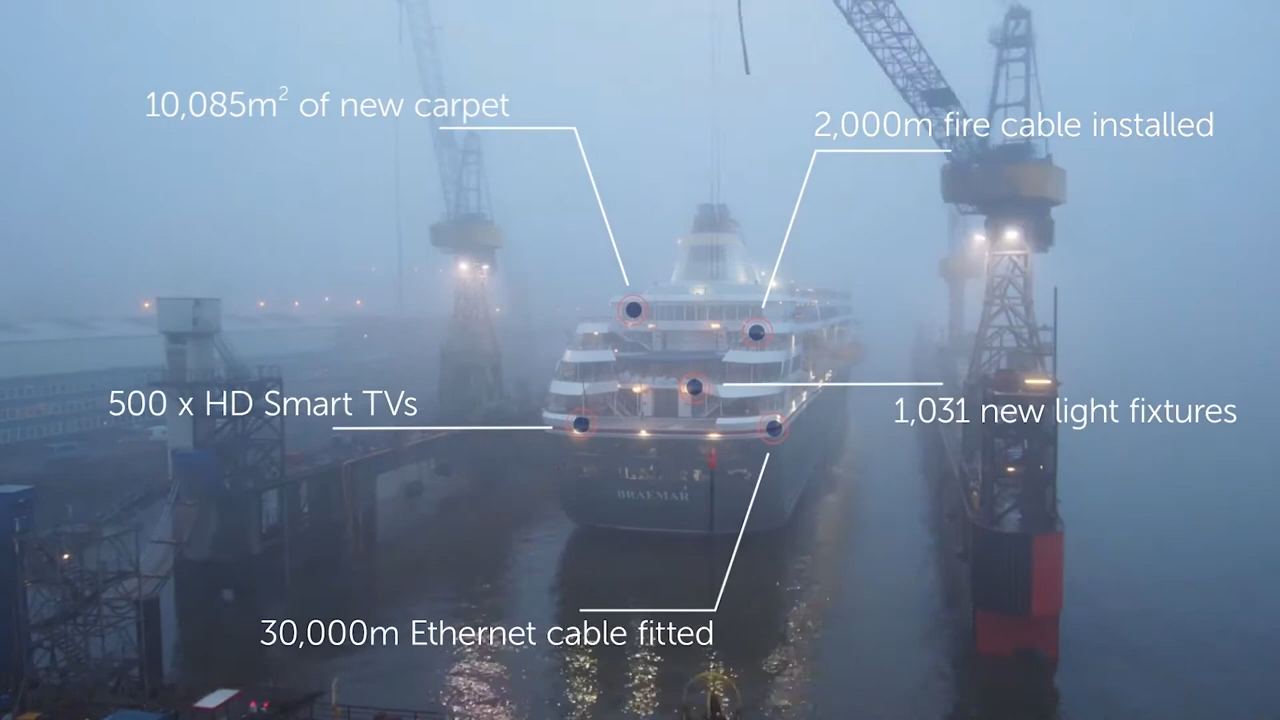 10,085m² of new carpet
2,000m fire cable installed
500 x HD Smart TVs
1,031 new light fixtures
BRAEMAR
30,000m Ethernet cable fitted